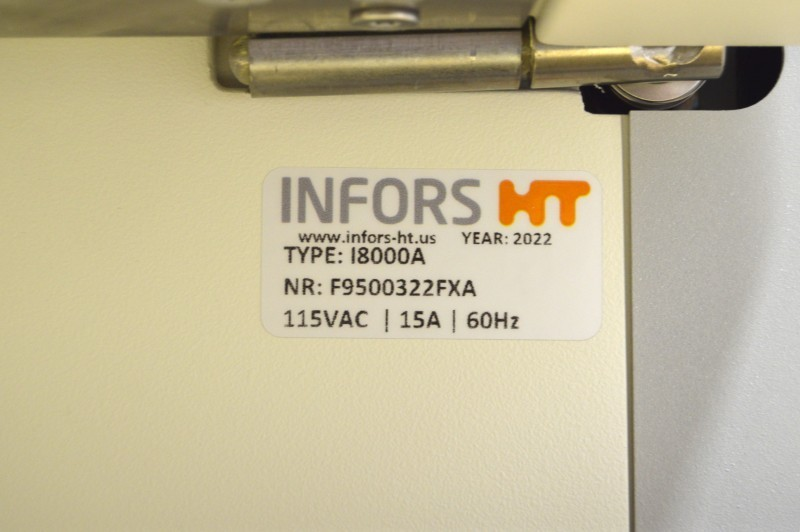 INFORS HT
www.infors-ht.us YEAR: 2022
TYPE: I8000A
NR: F9500322FXA
115VAC | 15A | 60Hz